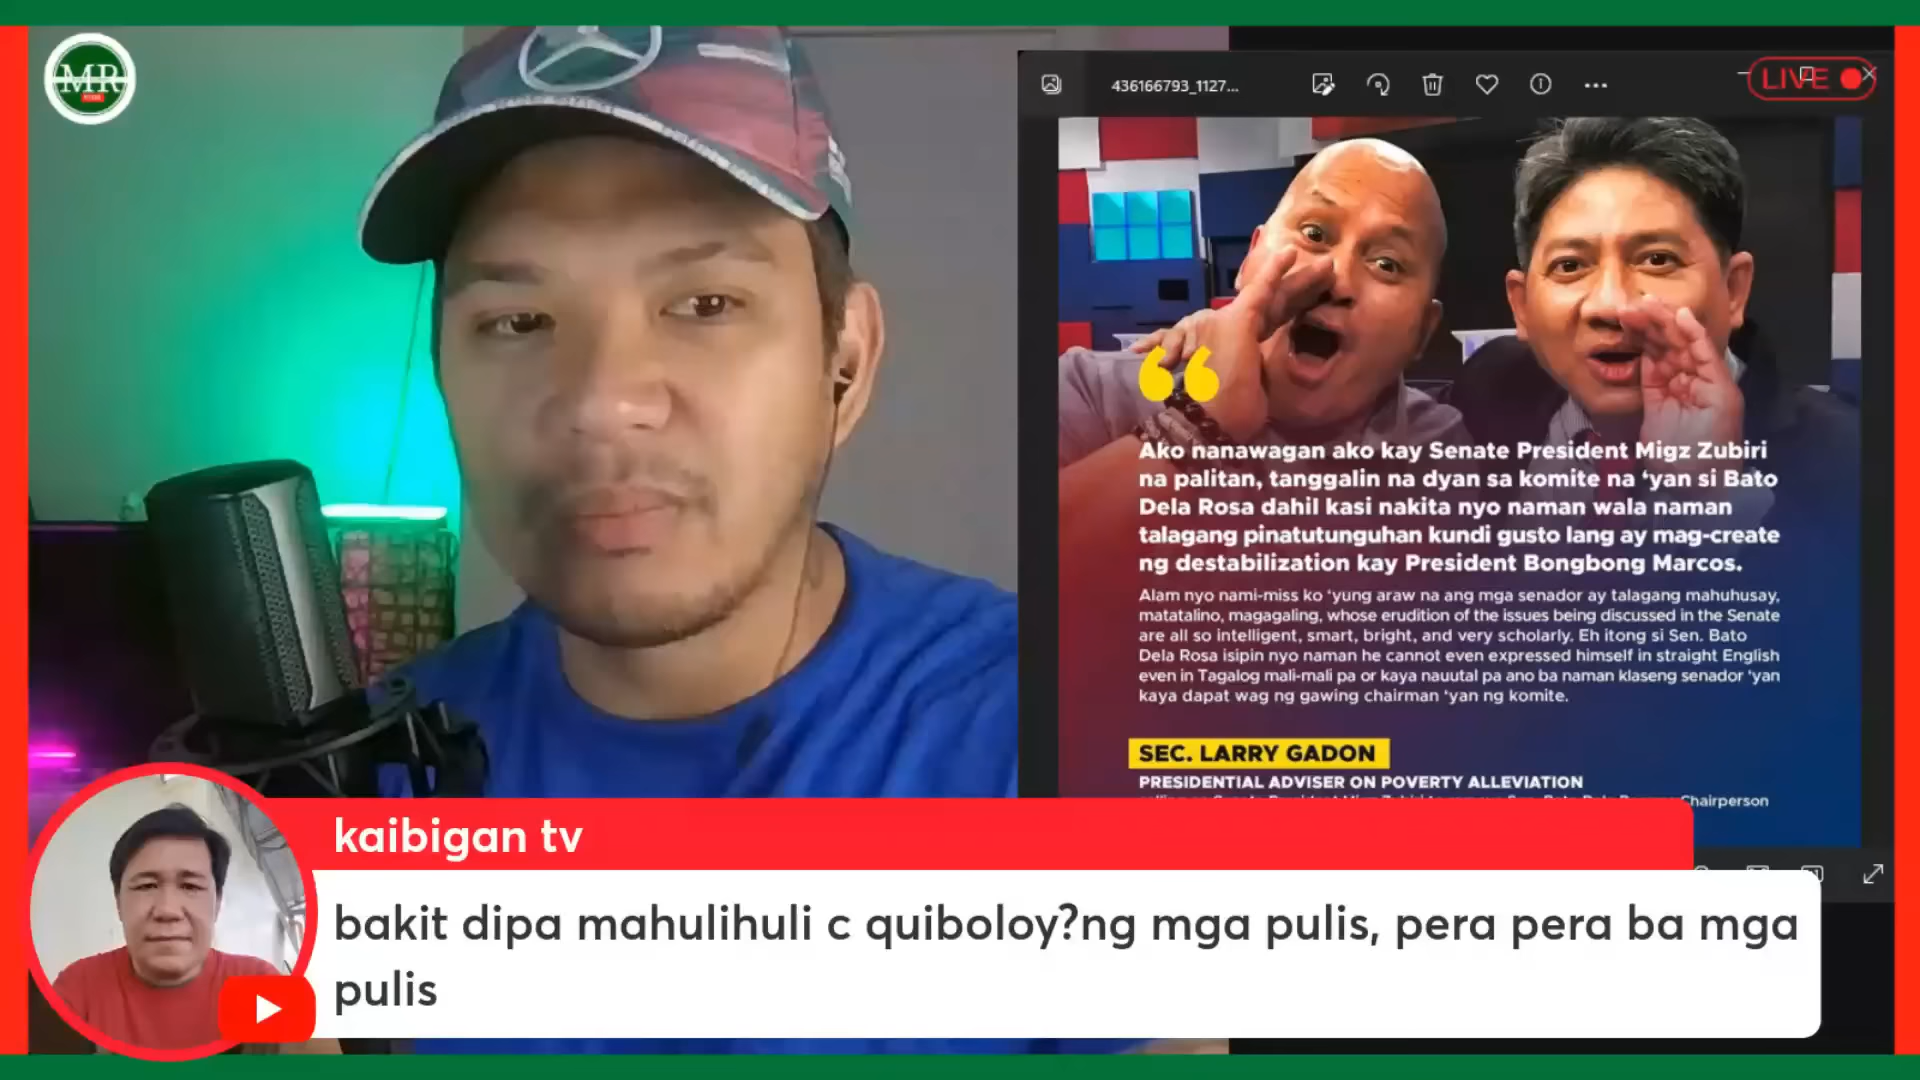 MR
436166793_1127...
LIVE
Ako nanawagan ako kay Senate President Migz Zubiri
na palitan, tanggalin na dyan sa komite na ‘yan si Bato
Dela Rosa dahil kasi nakita nyo naman wala naman
talagang pinatutunguhan kundi gusto lang ay mag-create
ng destabilization kay President Bongbong Marcos.
Alam nyo nami-miss ko ‘yung araw na ang mga senador ay talagang mahuhusay,
matatalino, magagaling, whose erudition of the issues being discussed in the Senate
are all so intelligent, smart, bright, and very scholarly. Eh itong si Sen. Bato
Dela Rosa isipin nyo naman he cannot even expressed himself in straight English
even in Tagalog mali-mali pa or kaya nauutal pa ano ba naman klaseng senador ‘yan
kaya dapat wag ng gawing chairman ‘yan ng komite.
SEC. LARRY GADON
PRESIDENTIAL ADVISER ON POVERTY ALLEVIATION
Chairperson
kaibigan tv
bakit dipa mahulihuli c quiboloy?ng mga pulis, pera pera ba mga
pulis